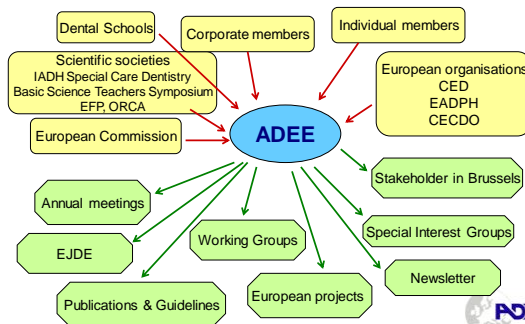 Dental Schools
Corporate members
Individual members
Scientific societies
IADH Special Care Dentistry
Basic Science Teachers Symposium
EFP, ORCA
European organisations
CED
EADPH
CECDO
European Commission
ADEE
Stakeholder in Brussels
Annual meetings
Working Groups
Special Interest Groups
EJDE
Newsletter
European projects
Publications & Guidelines